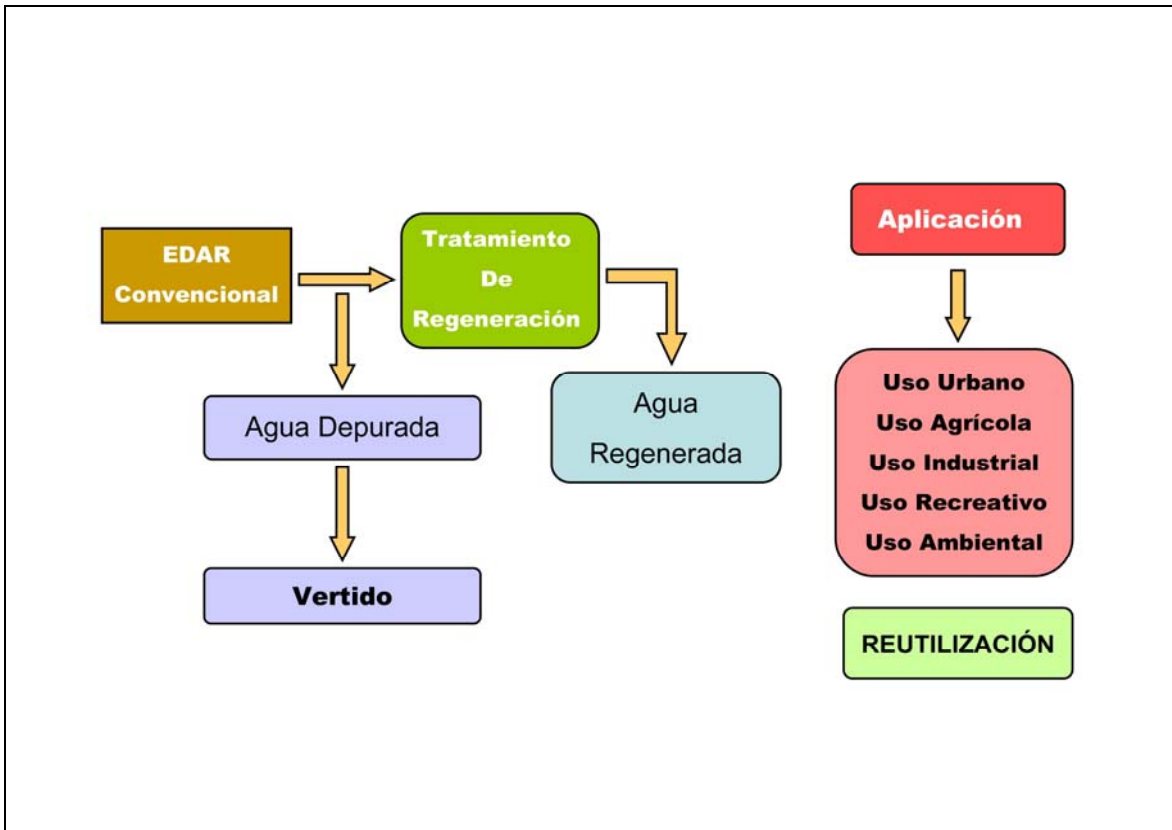 EDAR
Convencional
Tratamiento
De
Regeneración
Agua Depurada
Vertido
Agua
Regenerada
Aplicación
Uso Urbano
Uso Agrícola
Uso Industrial
Uso Recreativo
Uso Ambiental
REUTILIZACIÓN